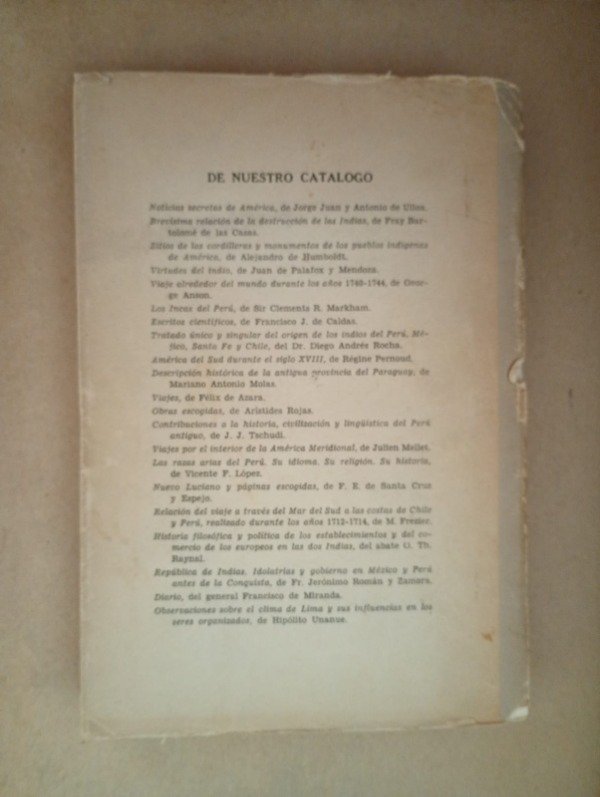 DE NUESTRO CATALOGO
Noticias secretas de América, de Jorge Juan y Antonio de Ulloa.
Brevísima relación de la destrucción de las Indias, de Fray Bar-
tolomé de las Casas.
Sitios de las cordilleras y monumentos de los pueblos indígenas
de América, de Alejandro de Humboldt.
Virtudes del indio, de Juan de Palafox y Mendoza.
Viaje alrededor del mundo durante los años 1740-1744, de Geor-
ge Anson.
Los Incas del Perú, de Sir Clements R. Markham.
Escritos científicos, de Francisco J. de Caldas.
Tratado único y singular del origen de los indios del Perú, Mé-
jico, Santa Fe y Chile, del Dr. Diego Andrés Rocha.
América del Sud durante el siglo XVIII, de Régine Pernoud.
Descripción histórica de la antigua provincia del Paraguay, de
Mariano Antonio Molas.
Viajes, de Félix de Azara.
Obras escogidas, de Arístides Rojas.
Contribuciones a la historia, civilización y lingüística del Perú
antiguo, de J. J. Tschudi.
Viajes por el interior de la América Meridional, de Julien Mellet.
Las razas arias del Perú. Su idioma. Su religión. Su historia,
de Vicente F. López.
Nuevo Luciano y páginas escogidas, de F. E. de Santa Cruz
y Espejo.
Relación del viaje a través del Mar del Sud a las costas de Chile
y Perú, realizado durante los años 1712-1714, de M. Frezier.
Historia filosófica y política de los establecimientos y del co-
mercio de los europeos en las dos Indias, del abate G. Th.
Raynal.
República de Indias. Idolatrías y gobierno en México y Perú
antes de la Conquista, de Fr. Jerónimo Román y Zamora.
Diario, del general Francisco de Miranda.
Observaciones sobre el clima de Lima y sus influencias en los
seres organizados, de Hipólito Unanue.